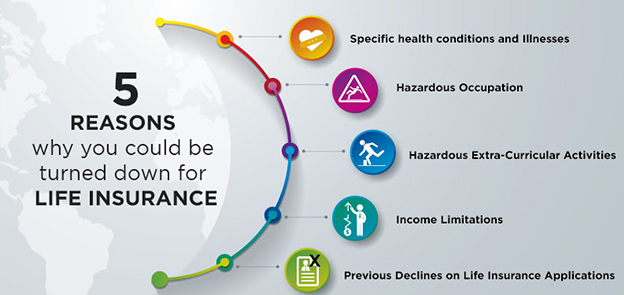 5
REASONS
why you could be
turned down for
LIFE INSURANCE
Specific health conditions and Illnesses
Hazardous Occupation
Hazardous Extra-Curricular Activities
Income Limitations
Previous Declines on Life Insurance Applications